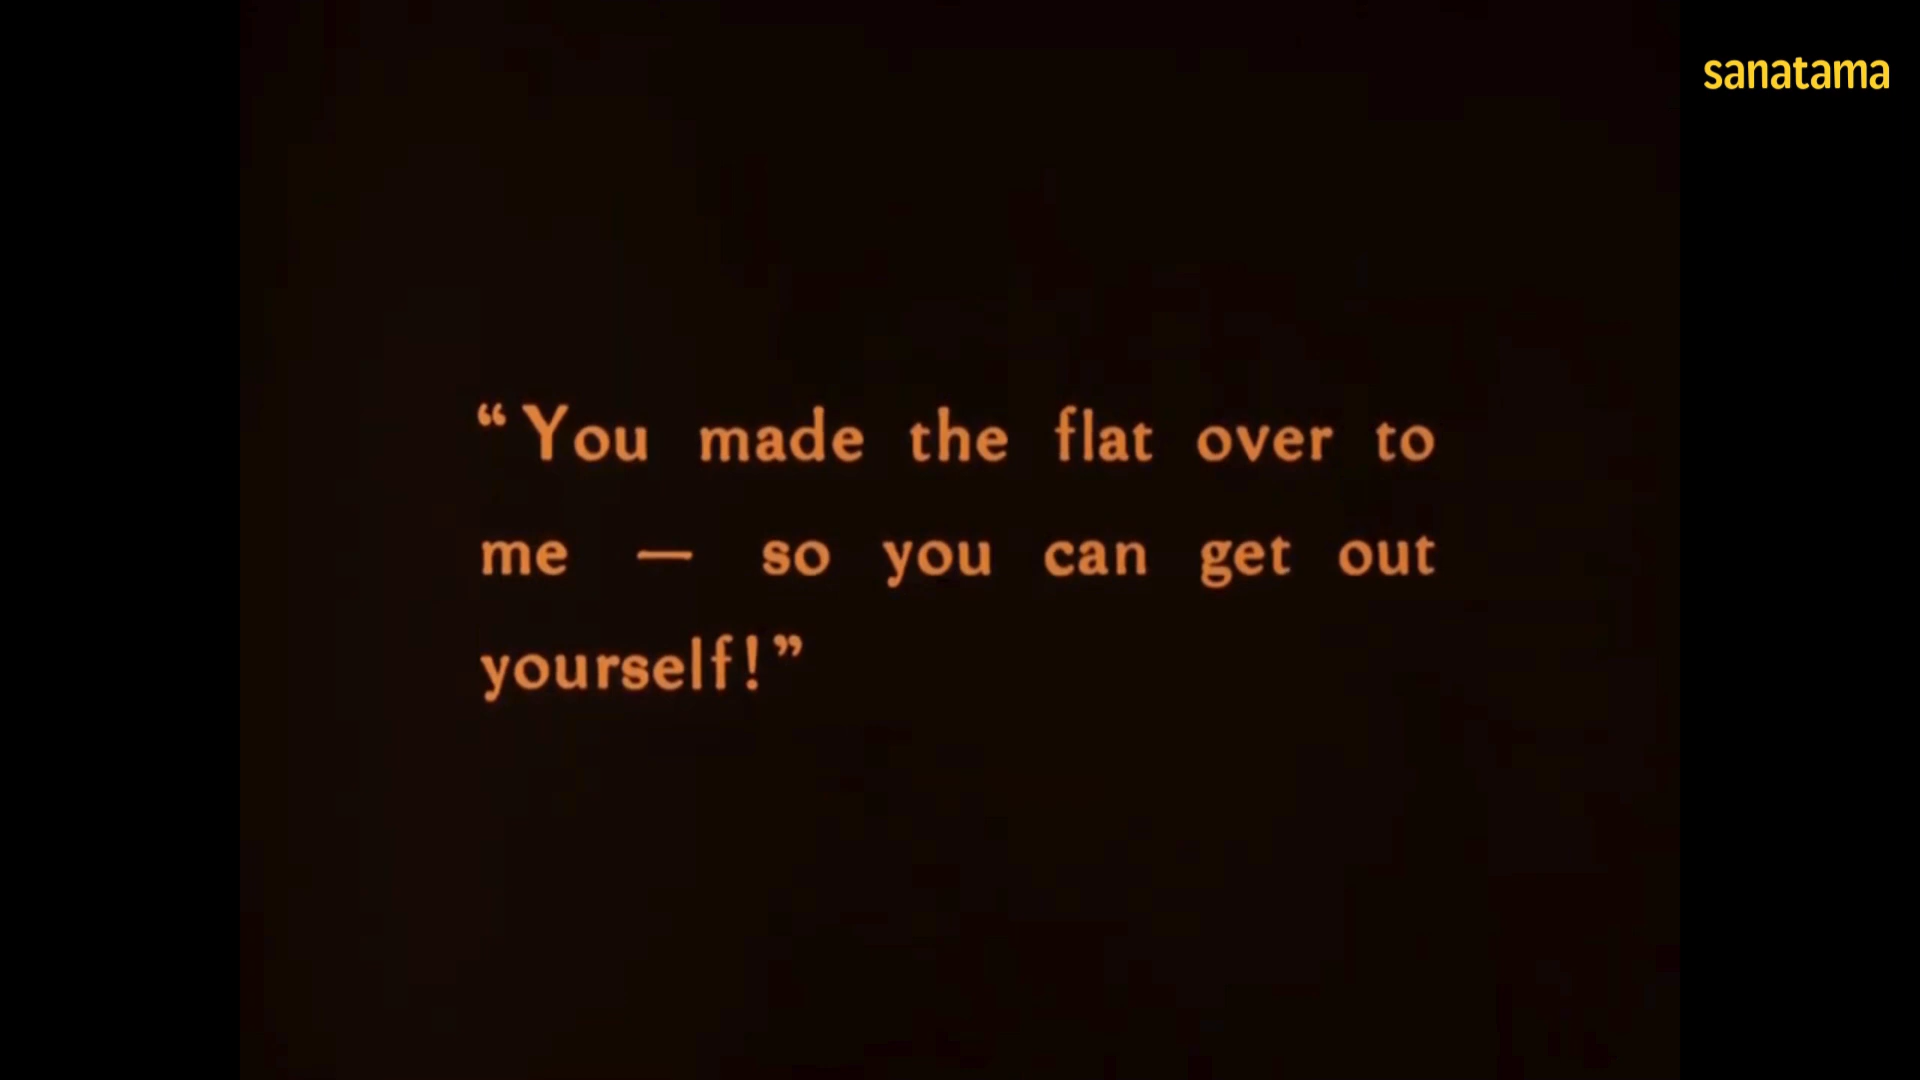 sanatama
“You made the flat over to
me — so you can get out
yourself!”